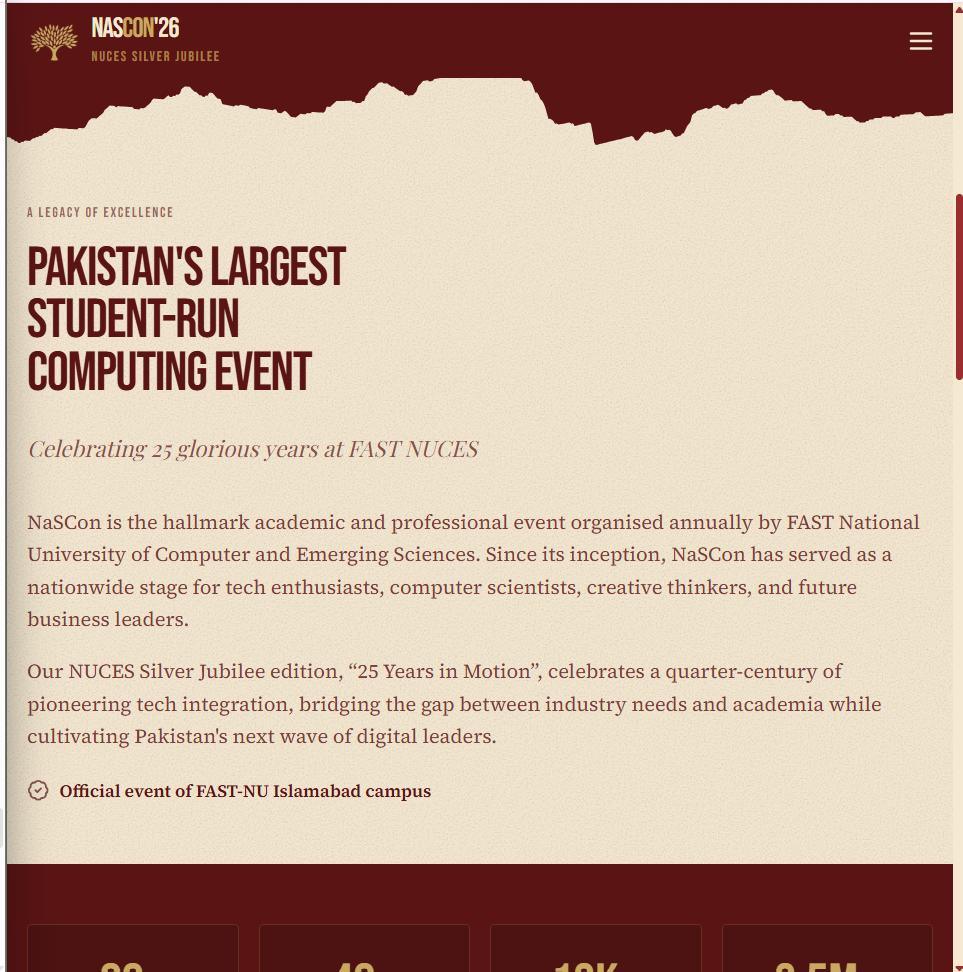 NASCON'26
NUCES SILVER JUBILEE
A LEGACY OF EXCELLENCE
PAKISTAN'S LARGEST
STUDENT-RUN
COMPUTING EVENT
Celebrating 25 glorious years at FAST NUCES
NaSCon is the hallmark academic and professional event organised annually by FAST National
University of Computer and Emerging Sciences. Since its inception, NaSCon has served as a
nationwide stage for tech enthusiasts, computer scientists, creative thinkers, and future
business leaders.
Our NUCES Silver Jubilee edition, “25 Years in Motion”, celebrates a quarter-century of
pioneering tech integration, bridging the gap between industry needs and academia while
cultivating Pakistan's next wave of digital leaders.
Official event of FAST-NU Islamabad campus